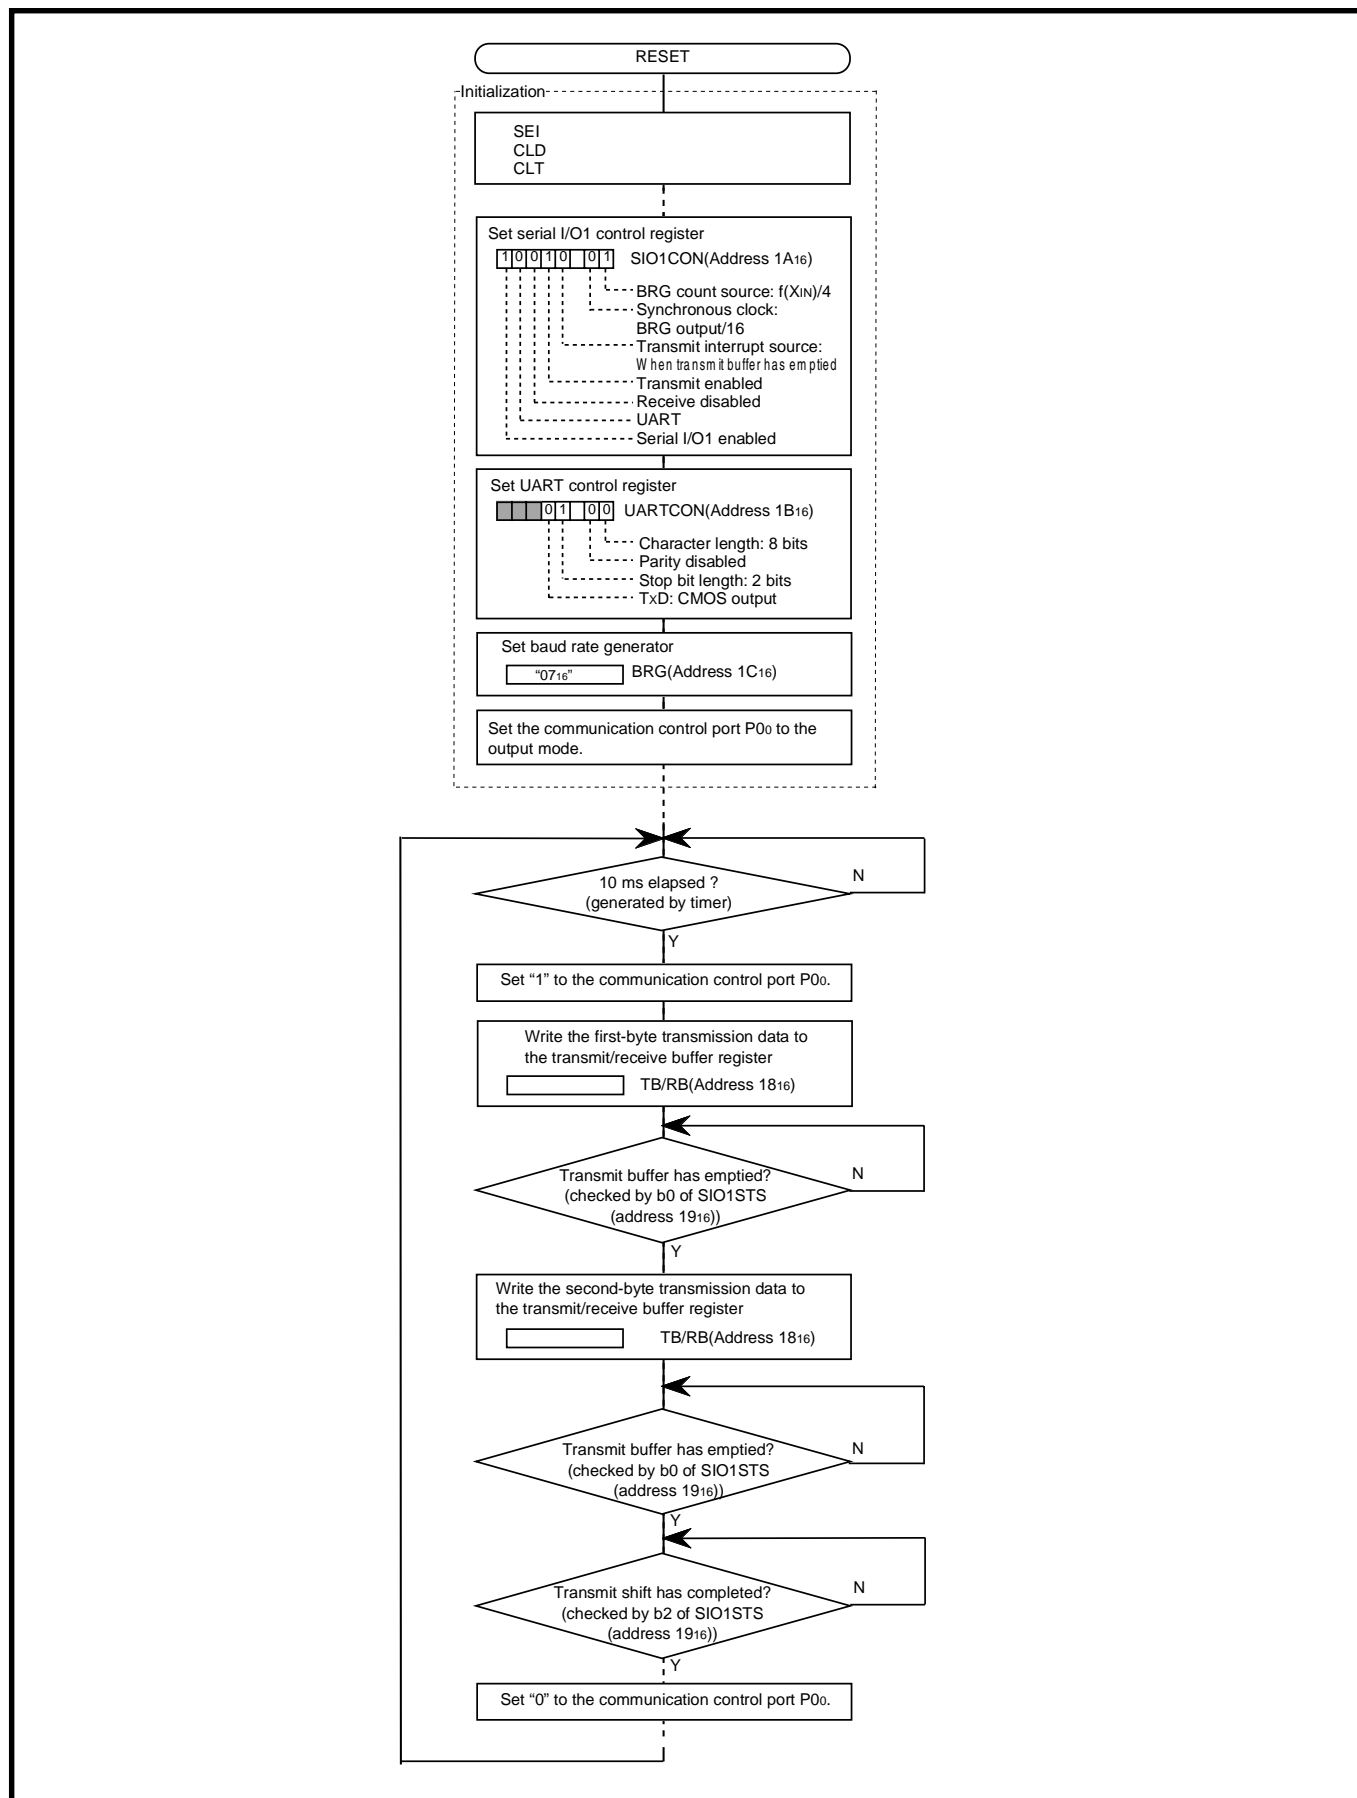 RESET
Initialization
SEI
CLD
CLT
Set serial I/O1 control register
1 0 0 1 0 0 1 SIO1CON(Address 1A16)
BRG count source: f(XIN)/4
Synchronous clock:
BRG output/16
Transmit interrupt source:
When transmit buffer has emptied
Transmit enabled
Receive disabled
UART
Serial I/O1 enabled
Set UART control register
0 1 0 0 UARTCON(Address 1B16)
Character length: 8 bits
Parity disabled
Stop bit length: 2 bits
TxD: CMOS output
Set baud rate generator
“0716” BRG(Address 1C16)
Set the communication control port P00 to the
output mode.
10 ms elapsed ?
(generated by timer)
N
Y
Set “1” to the communication control port P00.
Write the first-byte transmission data to
the transmit/receive buffer register
TB/RB(Address 1816)
Transmit buffer has emptied?
(checked by b0 of SIO1STS
(address 1916))
N
Y
Write the second-byte transmission data to
the transmit/receive buffer register
TB/RB(Address 1816)
Transmit buffer has emptied?
(checked by b0 of SIO1STS
(address 1916))
N
Y
Transmit shift has completed?
(checked by b2 of SIO1STS
(address 1916))
N
Y
Set “0” to the communication control port P00.